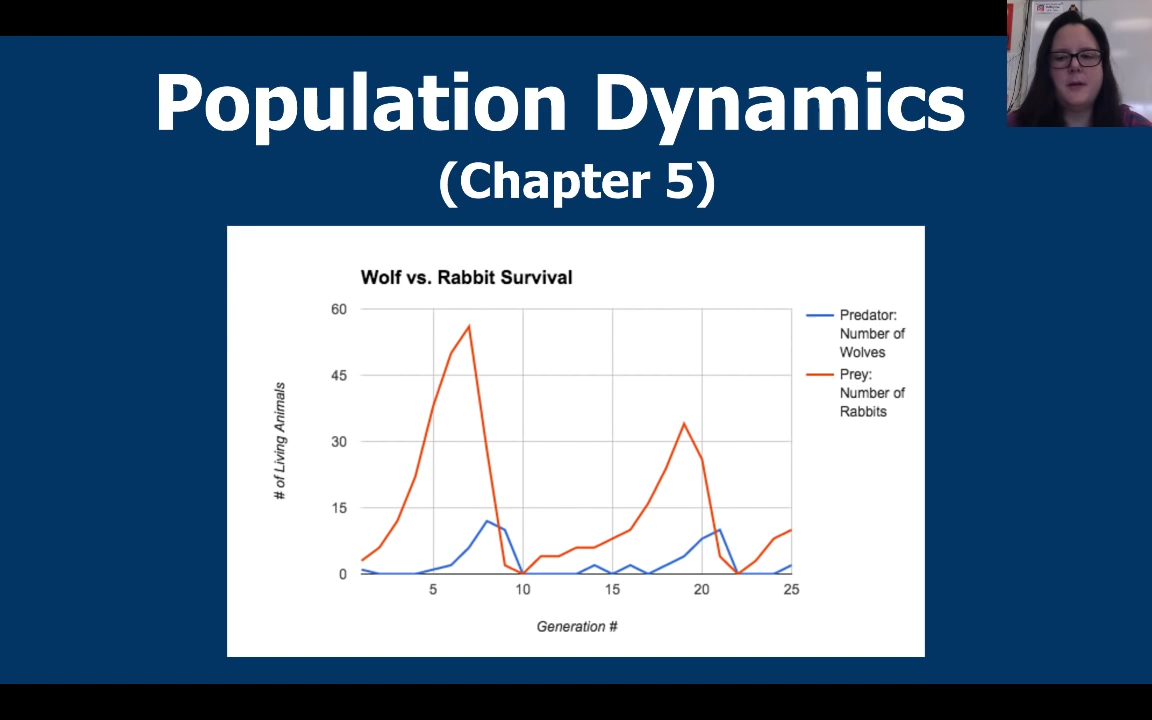 Population Dynamics
(Chapter 5)
Wolf vs. Rabbit Survival
60
45
30
15
0
# of Living Animals
5
10
15
20
25
Generation #
Predator:
Number of
Wolves
Prey:
Number of
Rabbits